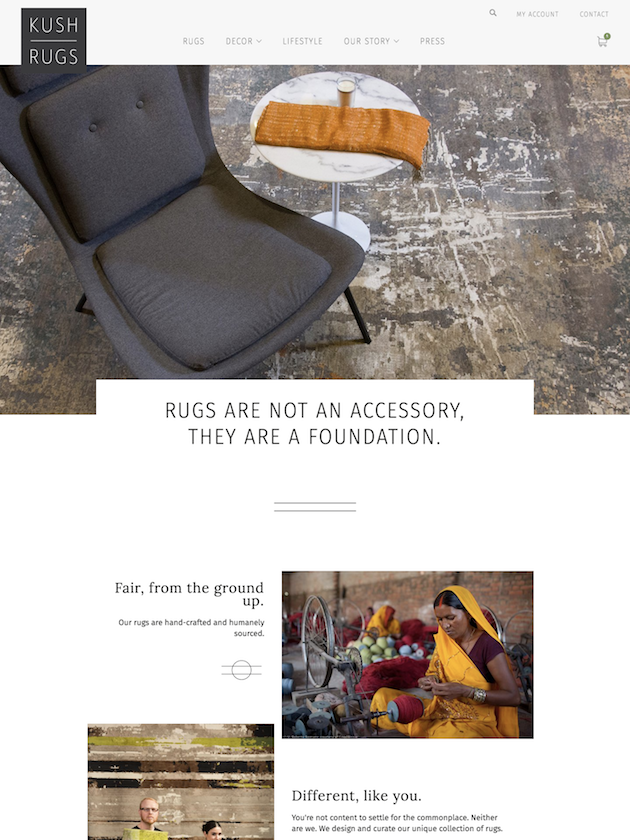 KUSH
RUGS
MY ACCOUNT
CONTACT
RUGS
DECOR
LIFESTYLE
OUR STORY
PRESS
RUGS ARE NOT AN ACCESSORY,
THEY ARE A FOUNDATION.
Fair, from the ground
up.
Our rugs are hand-crafted and humanely
sourced.
Different, like you.
You're not content to settle for the commonplace. Neither
are we. We design and curate our unique collection of rugs.